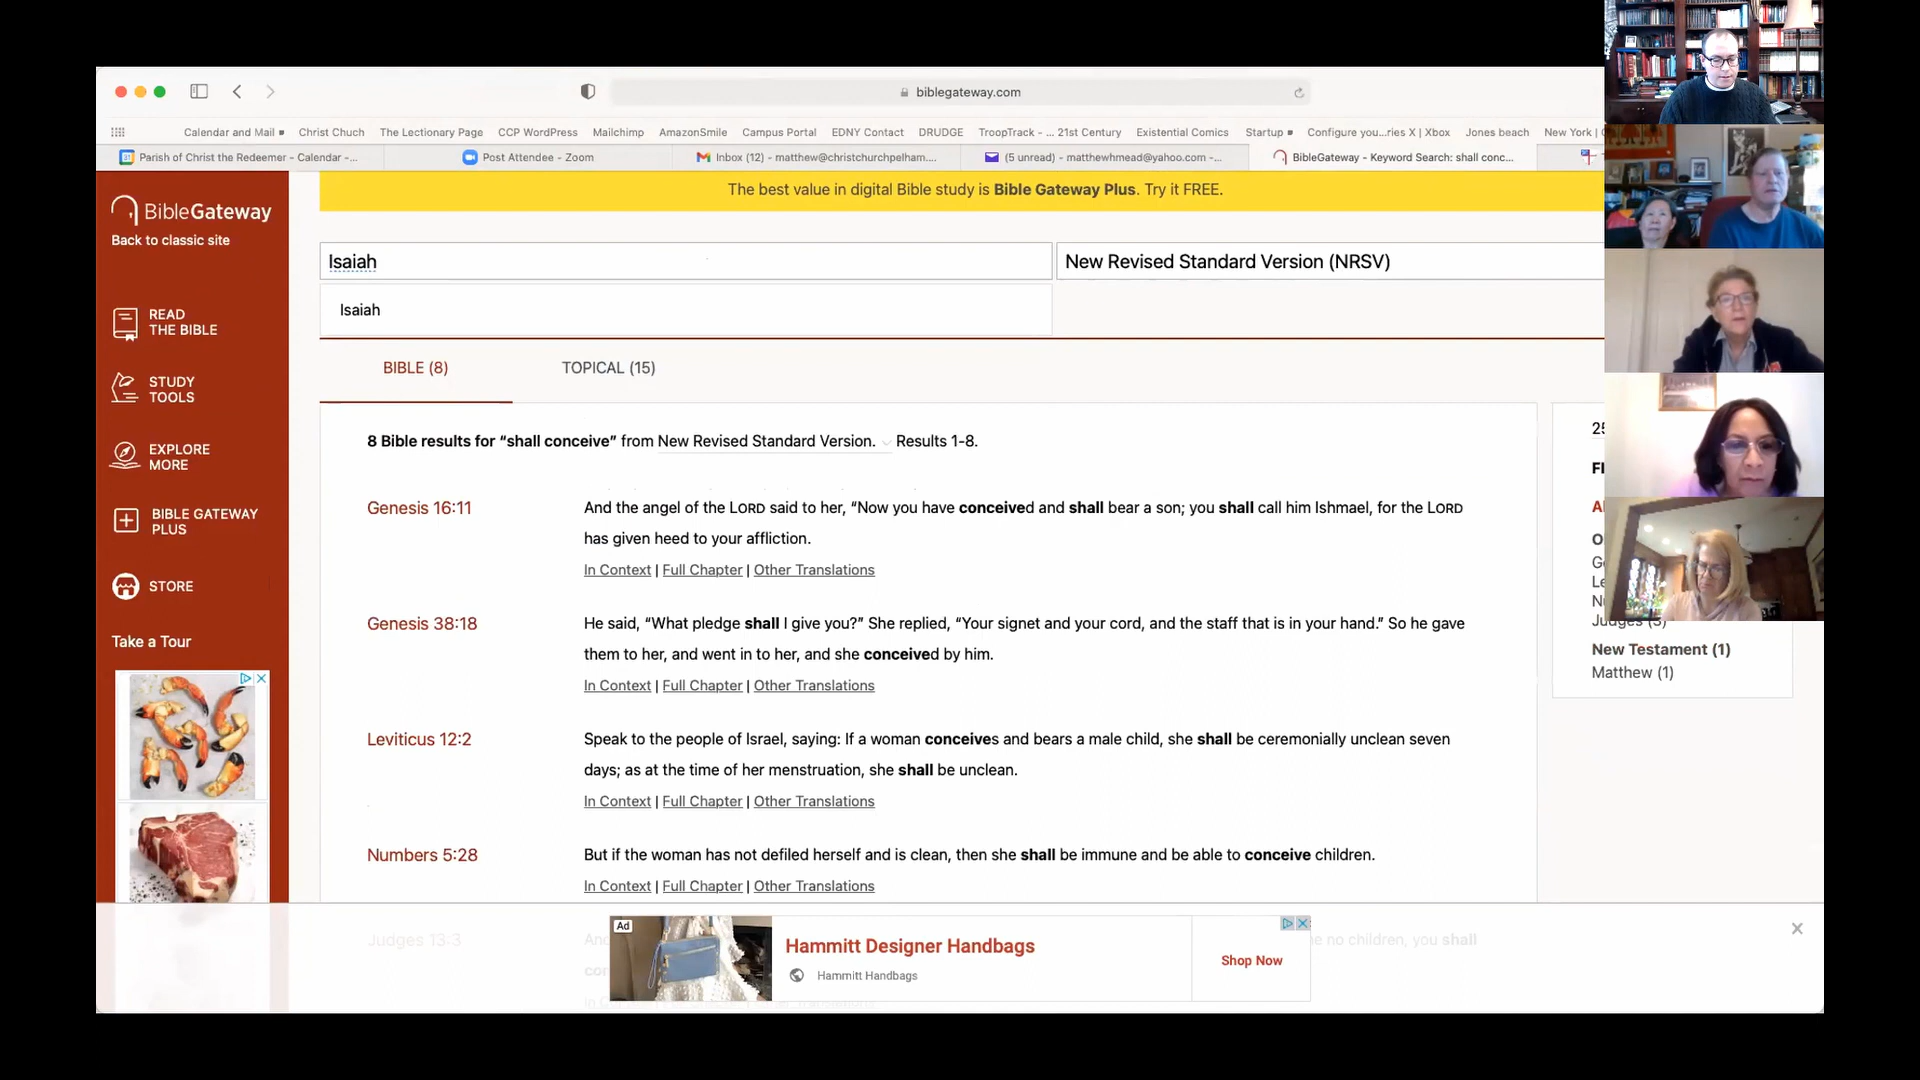 biblegateway.com
Calendar and Mail
Christ Chuch
The Lectionary Page
CCP WordPress
Mailchimp
AmazonSmile
Campus Portal
EDNY Contact
DRUDGE
TroopTrack - ... 21st Century
Existential Comics
Startup
Configure you...ries X | Xbox
Jones beach
New York |
Parish of Christ the Redeemer - Calendar -...
Post Attendee - Zoom
Inbox (12) - matthew@christchurchpelham....
(5 unread) - matthewhmead@yahoo.com -...
BibleGateway - Keyword Search: shall conc...
The best value in digital Bible study is Bible Gateway Plus. Try it FREE.
BibleGateway
Back to classic site
READ
THE BIBLE
STUDY
TOOLS
EXPLORE
MORE
BIBLE GATEWAY
PLUS
STORE
Take a Tour
Isaiah
New Revised Standard Version (NRSV)
Isaiah
BIBLE (8)
TOPICAL (15)
8 Bible results for “shall conceive” from New Revised Standard Version. Results 1-8.
Genesis 16:11
And the angel of the LORD said to her, “Now you have conceived and shall bear a son; you shall call him Ishmael, for the LORD
has given heed to your affliction.
In Context | Full Chapter | Other Translations
Genesis 38:18
He said, “What pledge shall I give you?” She replied, “Your signet and your cord, and the staff that is in your hand.” So he gave
them to her, and went in to her, and she conceived by him.
In Context | Full Chapter | Other Translations
Leviticus 12:2
Speak to the people of Israel, saying: If a woman conceives and bears a male child, she shall be ceremonially unclean seven
days; as at the time of her menstruation, she shall be unclean.
In Context | Full Chapter | Other Translations
Numbers 5:28
But if the woman has not defiled herself and is clean, then she shall be immune and be able to conceive children.
In Context | Full Chapter | Other Translations
Judges 13:3
no children, you shall
Judges (3)
New Testament (1)
Matthew (1)
Ad
Hammitt Designer Handbags
Hammitt Handbags
Shop Now